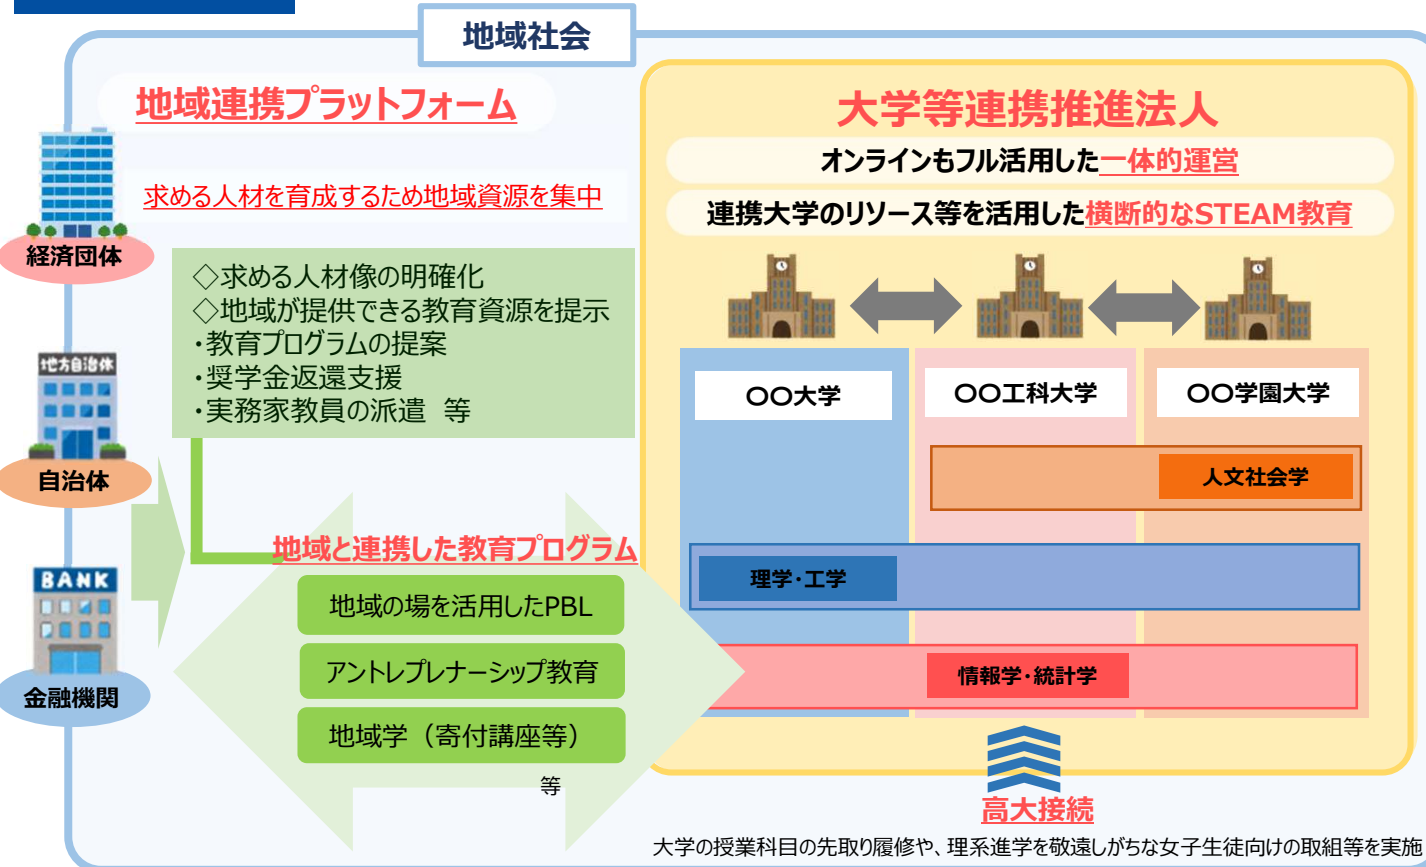 地域社会
地域連携プラットフォーム
求める人材を育成するため地域資源を集中
経済団体
◇求める人材像の明確化
◇地域が提供できる教育資源を提示
・教育プログラムの提案
・奨学金返還支援
・実務家教員の派遣 等
地方自治体
自治体
BANK
金融機関
地域と連携した教育プログラム
地域の場を活用したPBL
アントレプレナーシップ教育
地域学（寄付講座等）
等
大学等連携推進法人
オンラインもフル活用した一体的運営
連携大学のリソース等を活用した横断的なSTEAM教育
〇〇大学
〇〇工科大学
〇〇学園大学
人文社会学
理学・工学
情報学・統計学
高大接続
大学の授業科目の先取り履修や、理系進学を敬遠しがちな女子生徒向けの取組等を実施